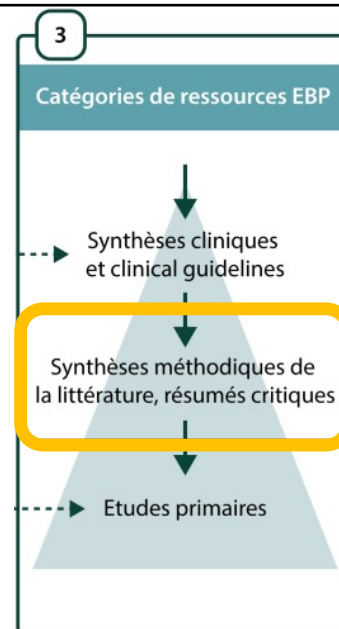 3
Catégories de ressources EBP
Synthèses cliniques
et clinical guidelines
Synthèses méthodiques de
la littérature, résumés critiques
Etudes primaires